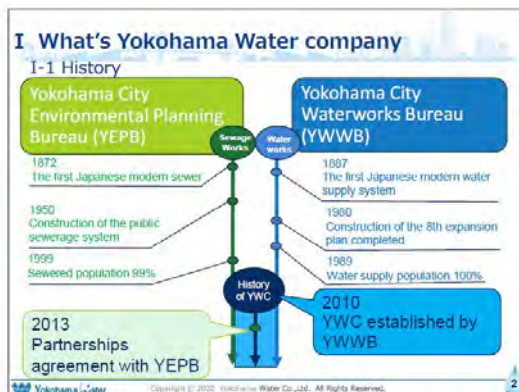 I What's Yokohama Water company
I-1 History
Yokohama City
Environmental Planning
Bureau (YEPB)
Yokohama City
Waterworks Bureau
(YWWB)
Sewage
Works
Water
works
1872
The first Japanese modern sewer
1887
The first Japanese modern water
supply system
1950
Construction of the public
sewerage system
1980
Construction of the 8th expansion
plan completed
1999
Sewered population 99%
1989
Water supply population 100%
History
of YWC
2013
Partnerships
agreement with YEPB
2010
YWC established by
YWWB
Yokohama Water
Copyright © 2020 Yokohama Water Co.,Ltd. All Rights Reserved.
2